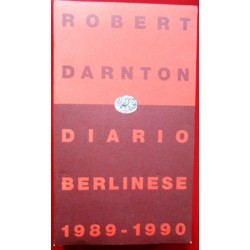 ROBERT
DARNTON
DIARIO
BERLINESE
1989-1990